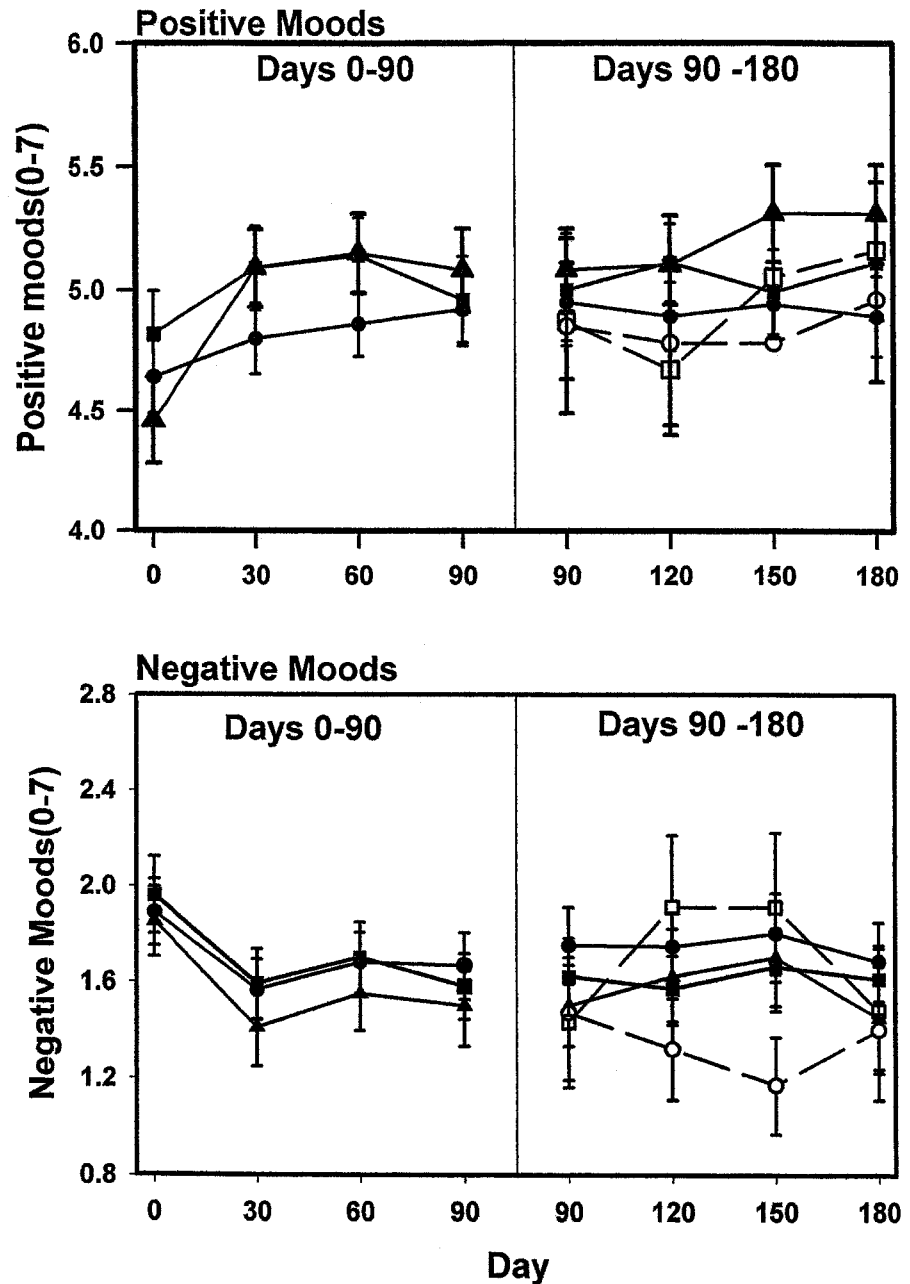 Positive Moods
Days 0-90
Days 90 -180
Positive moods(0-7)
6.0
5.5
5.0
4.5
4.0
0 30 60 90 90 120 150 180
Negative Moods
Days 0-90
Days 90 -180
Negative Moods(0-7)
2.8
2.4
2.0
1.6
1.2
0.8
0 30 60 90 90 120 150 180
Day